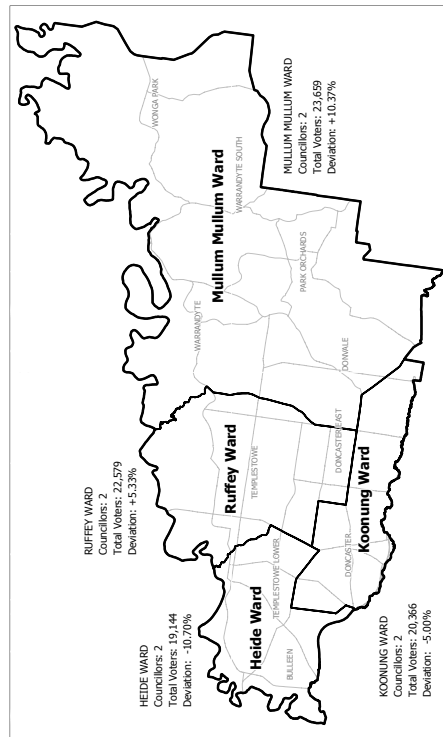 HEIDE WARD
Councillors: 2
Total Voters: 19,144
Deviation: -10.70%
RUFFEY WARD
Councillors: 2
Total Voters: 22,579
Deviation: +5.33%
WONGA PARK
Mullum Mullum Ward
WARRANDYTE
WARRANDYTE SOUTH
Ruffey Ward
TEMPLESTOWE
Heide Ward
TEMPLESTOWE LOWER
BULLEEN
PARK ORCHARDS
DONVALE
DONCASTER EAST
DONCASTER
Koonung Ward
MULLUM MULLUM WARD
Councillors: 2
Total Voters: 23,659
Deviation: +10.37%
KOONUNG WARD
Councillors: 2
Total Voters: 20,366
Deviation: -5.00%